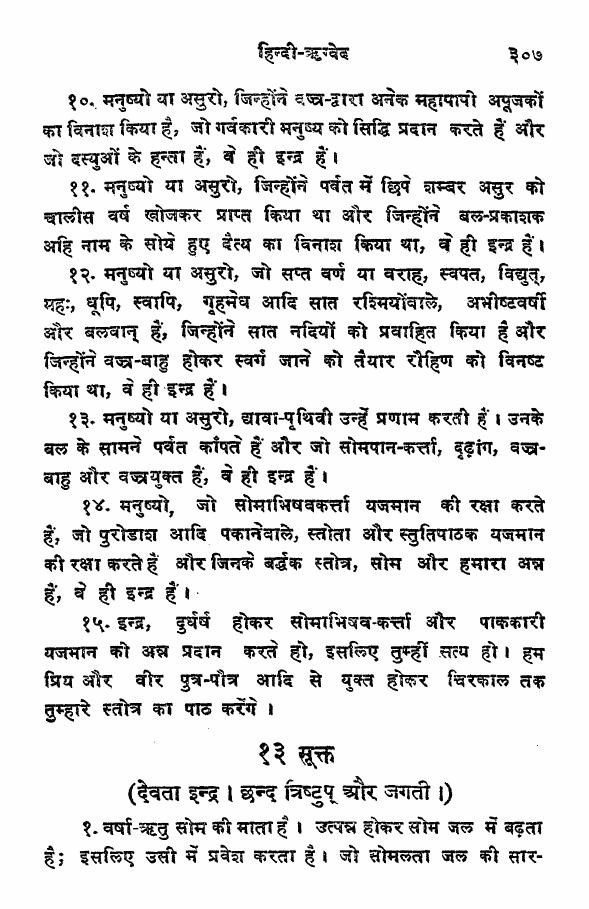 हिन्दी-ऋग्वेद ३०७
१०. मनुष्यो या असुरो, जिन्होंने वज्र-द्वारा अनेक महापापी अपूजकों
का विनाश किया है, जो गर्वकारी मनुष्य को सिद्धि प्रदान करते हैं और
जो दस्युओं के हन्ता हैं, वे ही इन्द्र हैं।
११. मनुष्यो या असुरो, जिन्होंने पर्वत में छिपे शम्बर असुर को
चालीस वर्ष खोजकर प्राप्त किया था और जिन्होंने बल-प्रकाशक
अहि नाम के सोये हुए दैत्य का विनाश किया था, वे ही इन्द्र हैं।
१२. मनुष्यो या असुरो, जो सप्त वर्ण या वराह, स्वपत, विद्युत्,
महः, धूपि, स्वापि, गृहमेध आदि सात रश्मियोंवाले, अभीष्टवर्षी
और बलवान् हैं, जिन्होंने सात नदियों को प्रवाहित किया है और
जिन्होंने वज्र-बाहु होकर स्वर्ग जाने को तैयार रौहिण को विनष्ट
किया था, वे ही इन्द्र हैं।
१३. मनुष्यो या असुरो, द्यावा-पृथिवी उन्हें प्रणाम करती हैं। उनके
बल के सामने पर्वत काँपते हैं और जो सोमपान-कर्त्ता, दृढ़ांग, वज्र-
बाहु और वज्रयुक्त हैं, वे ही इन्द्र हैं।
१४. मनुष्यो, जो सोमाभिषवकर्त्ता यजमान की रक्षा करते
हैं, जो पुरोडाश आदि पकानेवाले, स्तोता और स्तुतिपाठक यजमान
की रक्षा करते हैं और जिनके बर्द्धक स्तोत्र, सोम और हमारा अन्न
हैं, वे ही इन्द्र हैं।
१५. इन्द्र, दुर्धर्ष होकर सोमाभिषव-कर्त्ता और पाककारी
यजमान को अन्न प्रदान करते हो, इसलिए तुम्हीं सत्य हो। हम
प्रिय और वीर पुत्र-पौत्र आदि से युक्त होकर चिरकाल तक
तुम्हारे स्तोत्र का पाठ करेंगे।
१३ सूक्त
(देवता इन्द्र। छन्द त्रिष्टुप् और जगती।)
१. वर्षा-ऋतु सोम की माता है। उत्पन्न होकर सोम जल में बढ़ता
है; इसलिए उसी में प्रवेश करता है। जो सोमलता जल की सार-